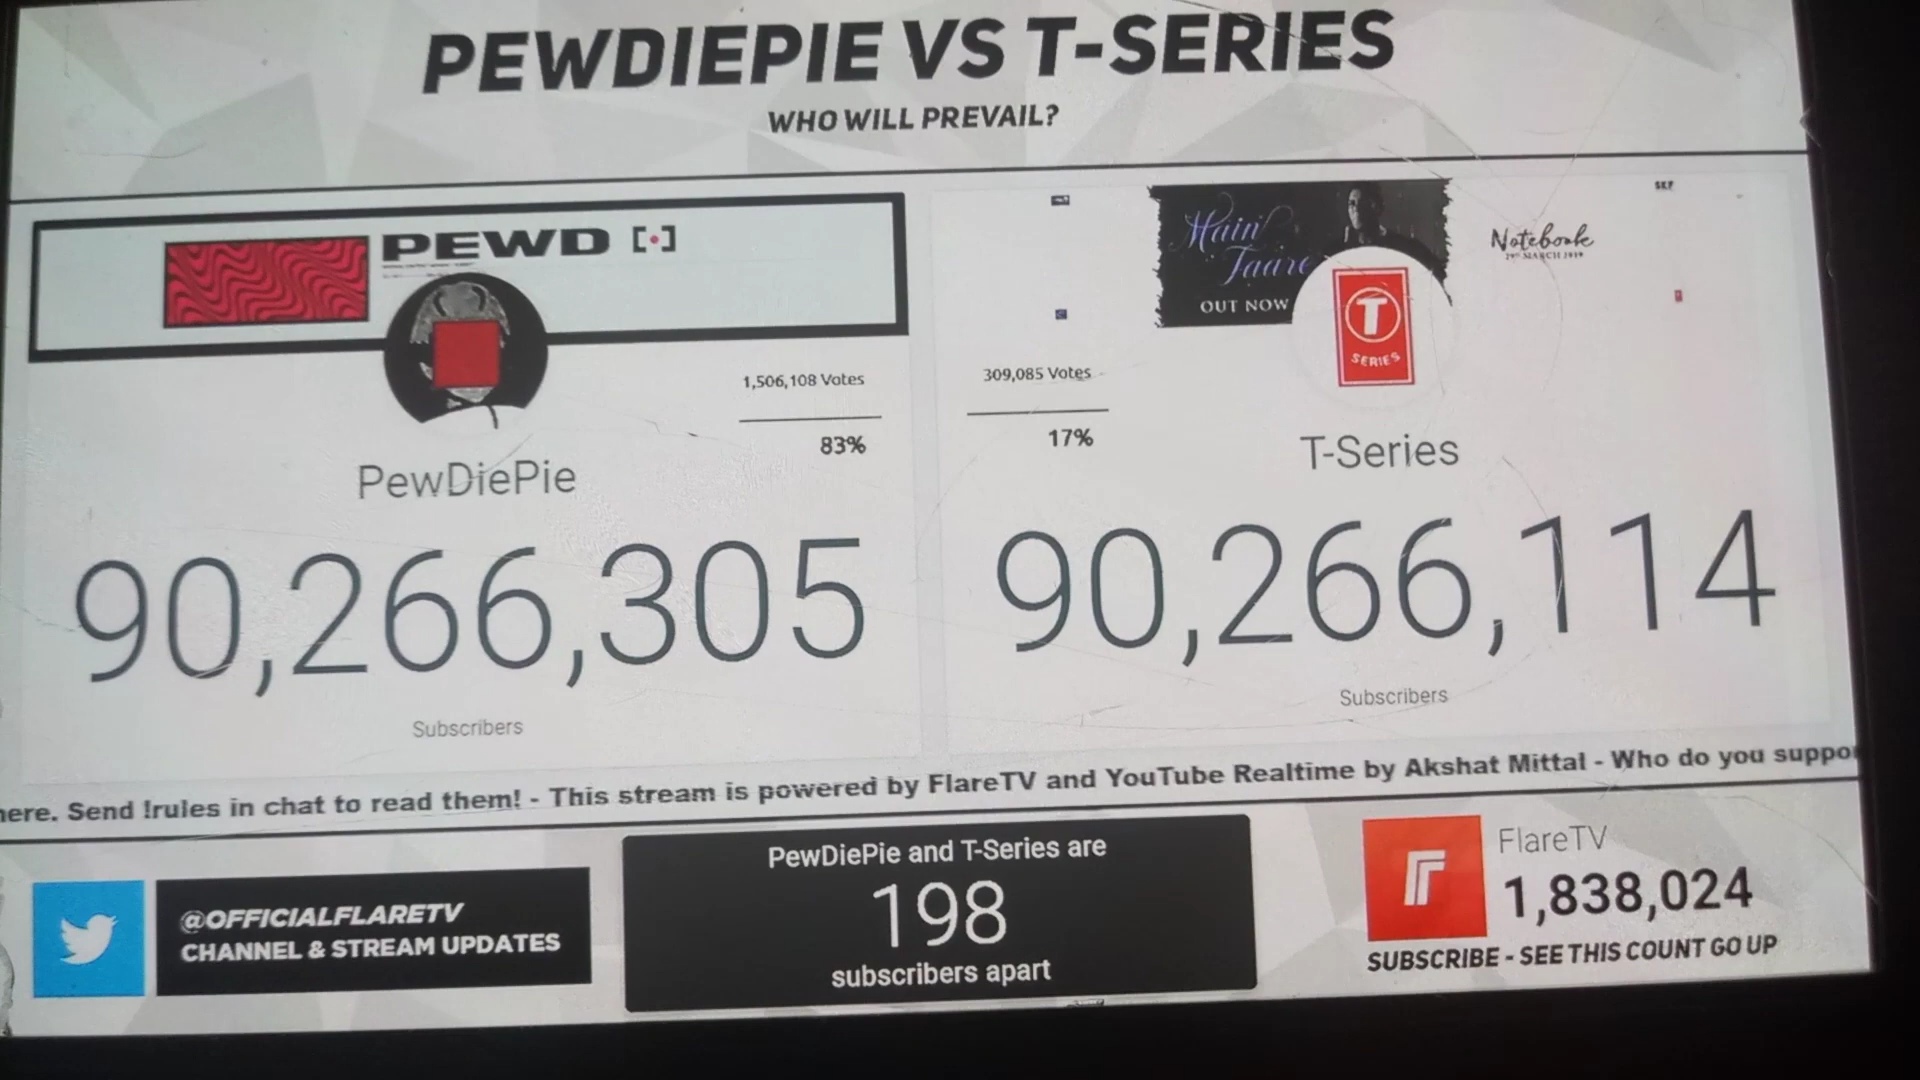 PEWDIEPIE VS T-SERIES
WHO WILL PREVAIL?
PEWD [·]
Main
Taare
OUT NOW
Notebook
29TH MARCH 2019
T
SERIES
1,506,108 Votes
83%
309,085 Votes
17%
PewDiePie
T-Series
90,266,305
90,266,114
Subscribers
Subscribers
here. Send !rules in chat to read them! - This stream is powered by FlareTV and YouTube Realtime by Akshat Mittal - Who do you suppo
@OFFICIALFLARETV
CHANNEL & STREAM UPDATES
PewDiePie and T-Series are
198
subscribers apart
FlareTV
1,838,024
SUBSCRIBE - SEE THIS COUNT GO UP